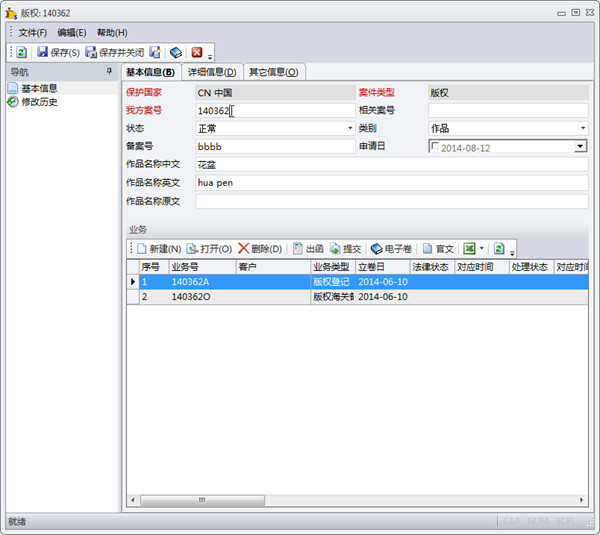 版权: 140362
文件(F) 编辑(E) 帮助(H)
保存(S) 保存并关闭
导航
基本信息
修改历史
基本信息(B) 详细信息(D) 其它信息(O)
保护国家 CN 中国 案件类型 版权
我方案号 140362 相关案号
状态 正常 类别 作品
备案号 bbbb 申请日 2014-08-12
作品名称中文 花盆
作品名称英文 hua pen
作品名称原文
业务
新建(N) 打开(O) 删除(D) 出函 提交 电子卷 官文
序号 业务号 客户 业务类型 立卷日 法律状态 对应时间 处理状态 对应时间
1 140362A 版权登记 2014-06-10
2 140362O 版权海关 2014-06-10
就绪 CAP NUM SCRL